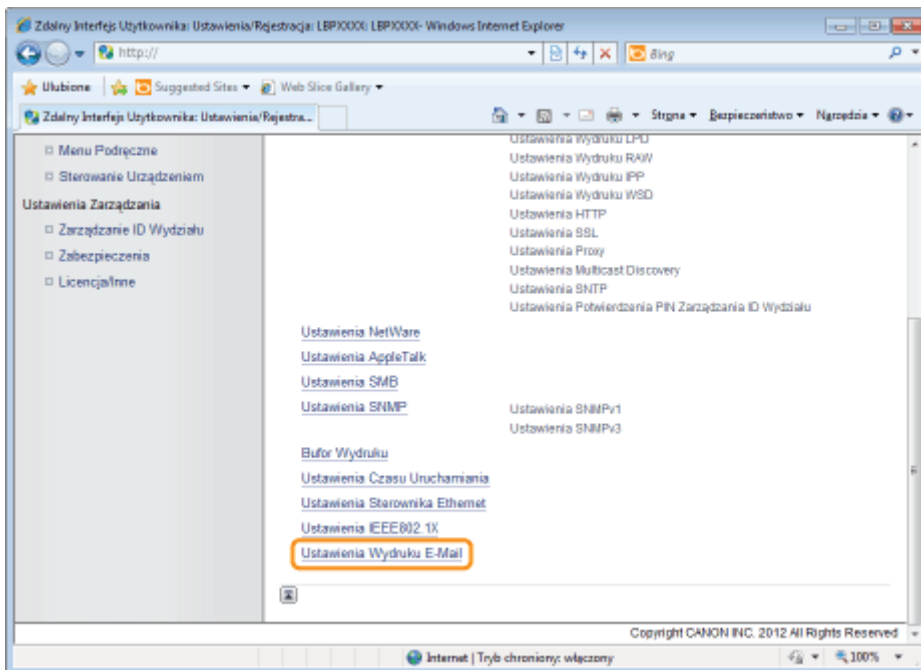 Zdalny Interfejs Użytkownika: Ustawienia/Rejestracja: LBPXXXX: LBPXXXX- Windows Internet Explorer
http://
Bing
Ulubione Suggested Sites Web Slice Gallery
Zdalny Interfejs Użytkownika: Ustawienia/Rejestra...
Strona Bezpieczeństwo Narzędzia
Menu Podręczne
Sterowanie Urządzeniem
Ustawienia Zarządzania
Zarządzanie ID Wydziału
Zabezpieczenia
Licencja/Inne
Ustawienia Wydruku LPD
Ustawienia Wydruku RAW
Ustawienia Wydruku IPP
Ustawienia Wydruku WSD
Ustawienia HTTP
Ustawienia SSL
Ustawienia Proxy
Ustawienia Multicast Discovery
Ustawienia SNTP
Ustawienia Potwierdzenia PIN Zarządzania ID Wydziału
Ustawienia NetWare
Ustawienia AppleTalk
Ustawienia SMB
Ustawienia SNMP
Ustawienia SNMPv1
Ustawienia SNMPv3
Bufor Wydruku
Ustawienia Czasu Uruchamiania
Ustawienia Sterownika Ethernet
Ustawienia IEEE802.1X
Ustawienia Wydruku E-Mail
Copyright CANON INC. 2012 All Rights Reserved
Internet | Tryb chroniony: włączony
100%